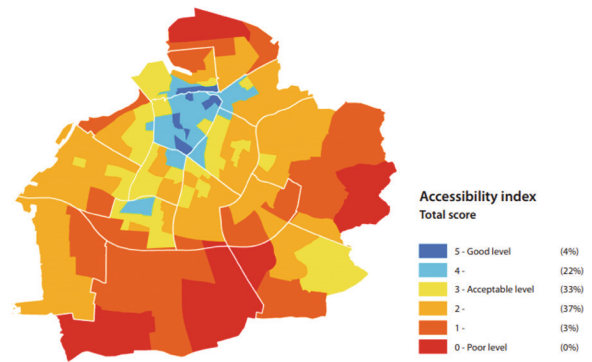 Accessibility index
Total score
5 - Good level (4%)
4 - (22%)
3 - Acceptable level (33%)
2 - (37%)
1 - (3%)
0 - Poor level (0%)